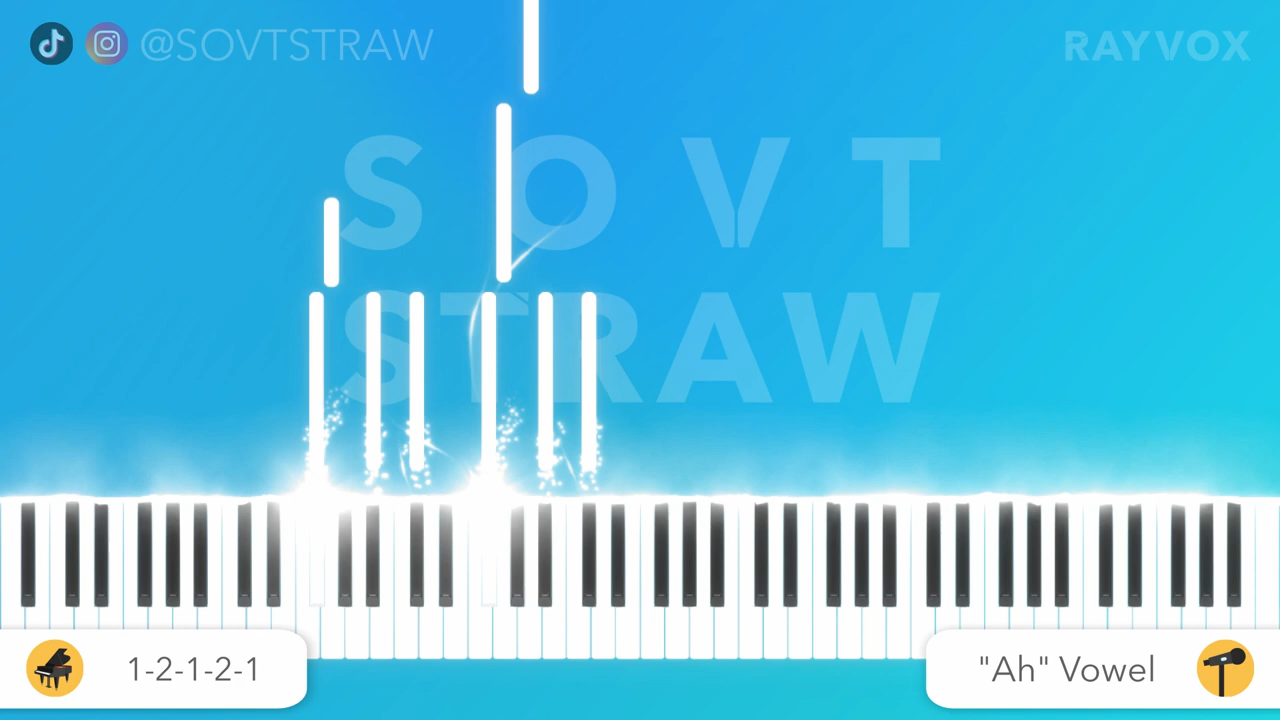 @SOVTSTRAW
RAYVOX
SOVT
STRAW
1-2-1-2-1
"Ah" Vowel